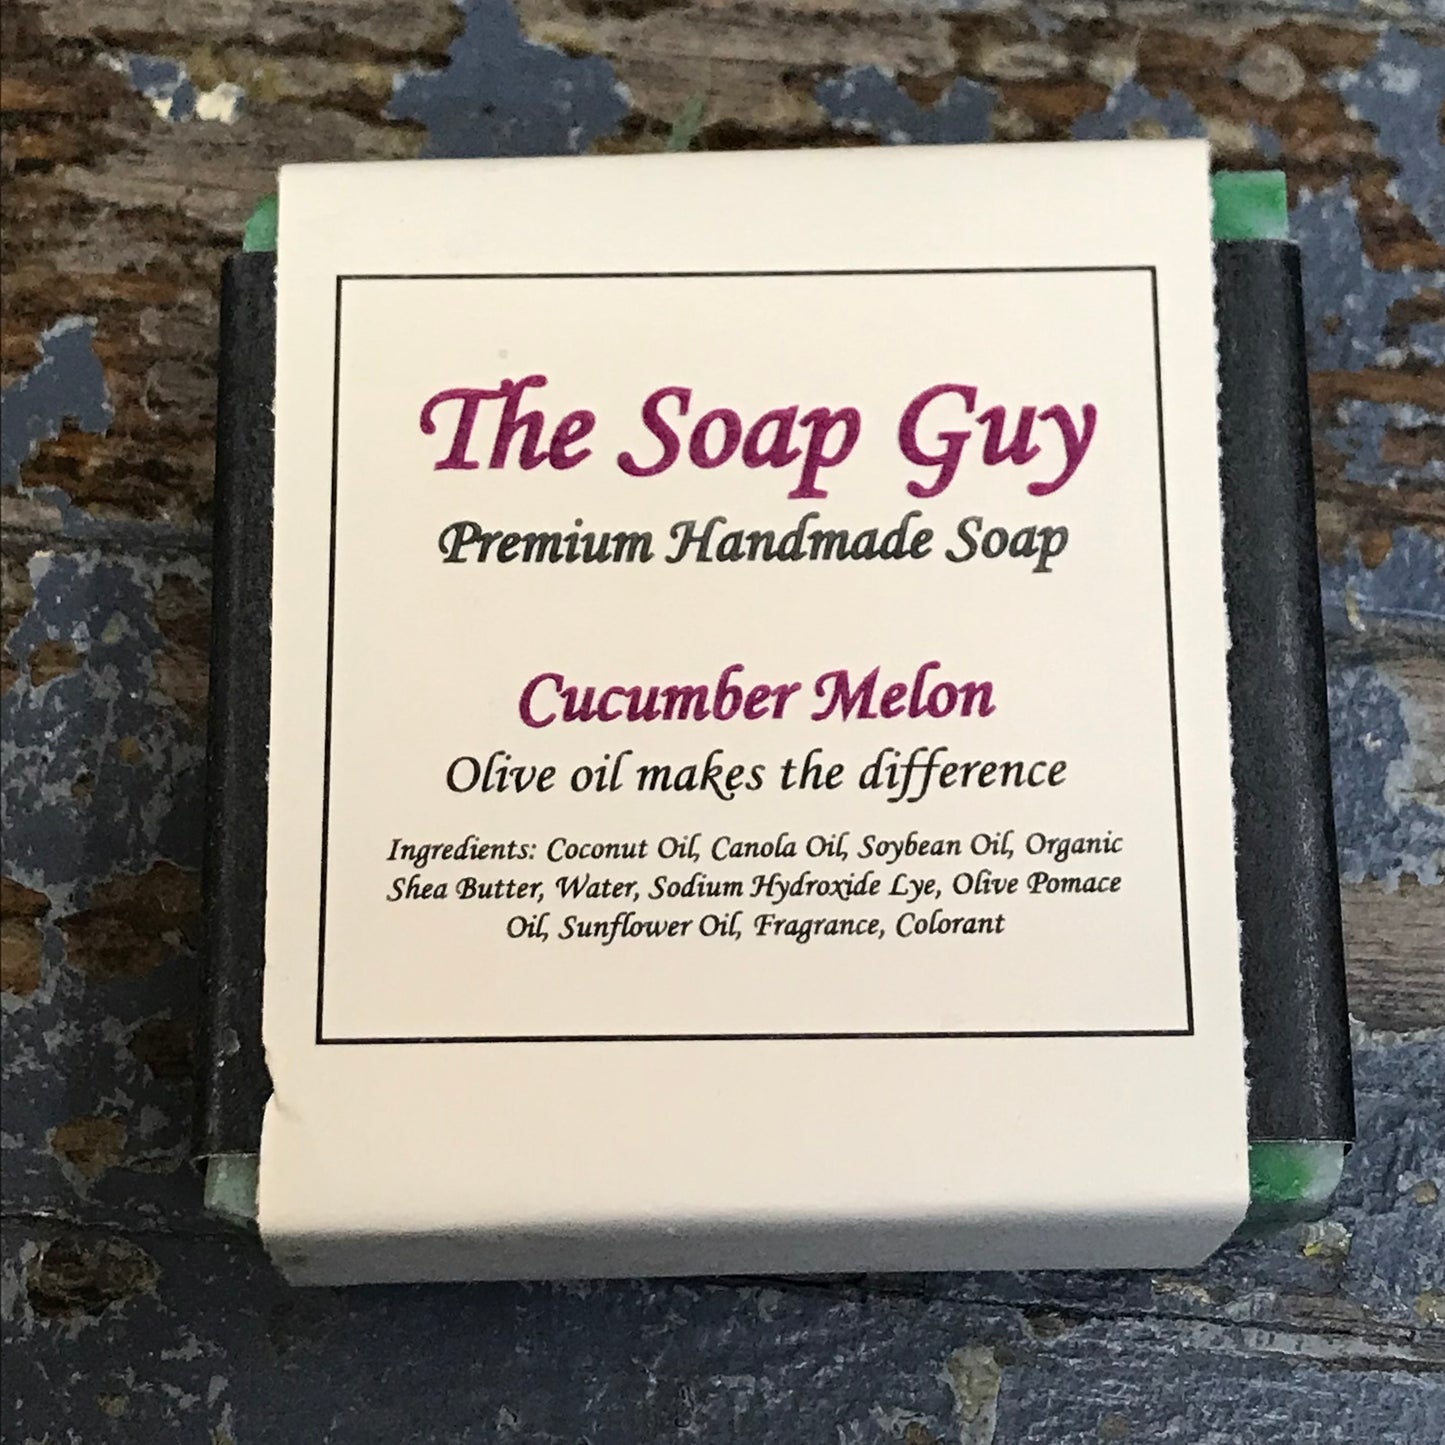 The Soap Guy
Premium Handmade Soap
Cucumber Melon
Olive oil makes the difference
Ingredients: Coconut Oil, Canola Oil, Soybean Oil, Organic
Shea Butter, Water, Sodium Hydroxide Lye, Olive Pomace
Oil, Sunflower Oil, Fragrance, Colorant